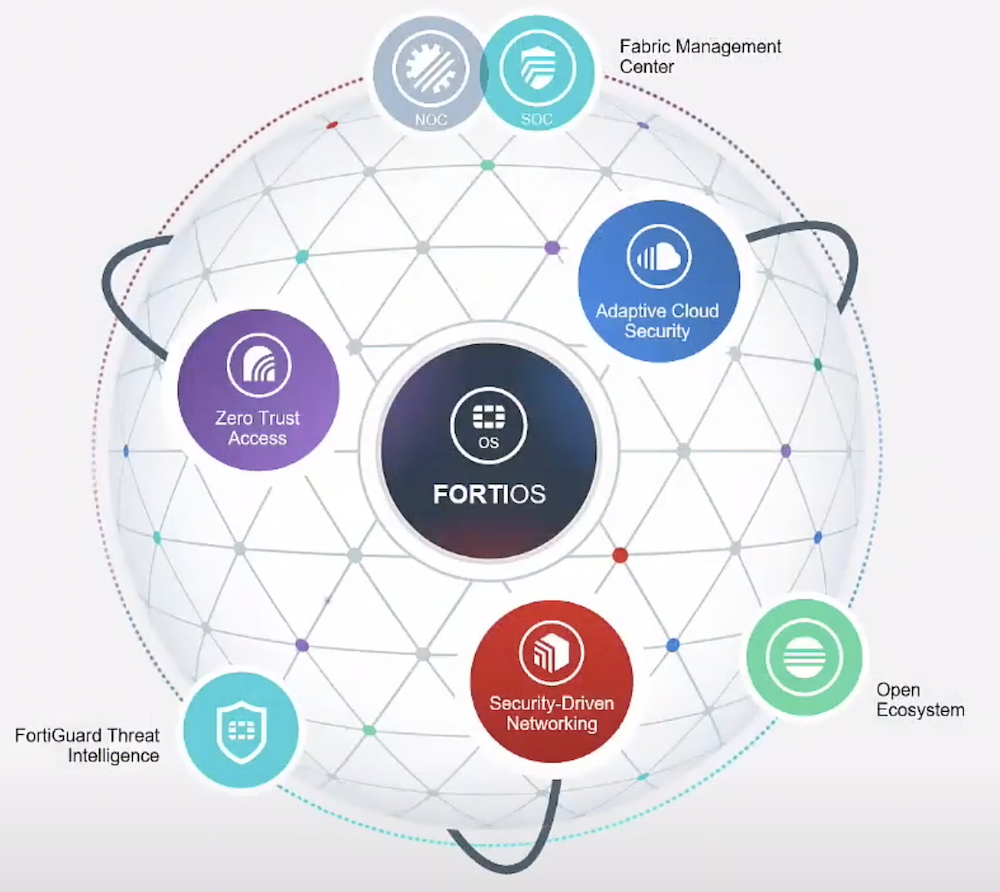 NOC
SOC
Fabric Management
Center
Adaptive Cloud
Security
Zero Trust
Access
OS
FORTIOS
Security-Driven
Networking
Open
Ecosystem
FortiGuard Threat
Intelligence